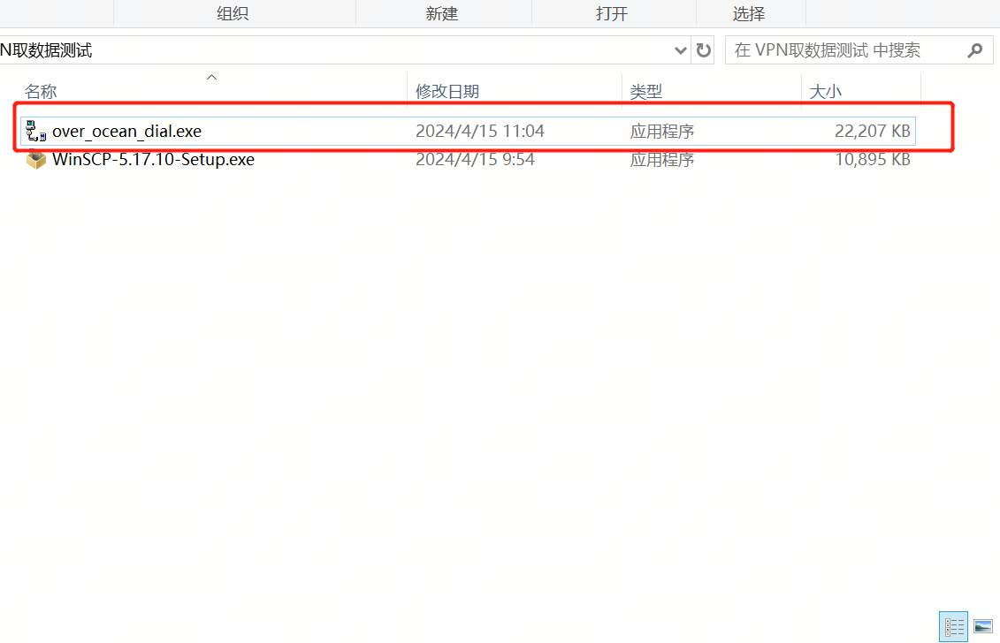 组织 新建 打开 选择
N取数据测试 在 VPN取数据测试 中搜索
名称 修改日期 类型 大小
over_ocean_dial.exe 2024/4/15 11:04 应用程序 22,207 KB
WinSCP-5.17.10-Setup.exe 2024/4/15 9:54 应用程序 10,895 KB